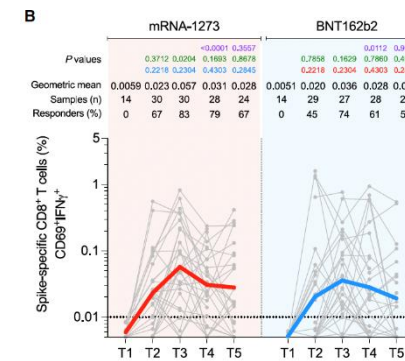 B
mRNA-1273 BNT162b2
<0.0001 0.3557 0.0112
P values 0.3712 0.0204 0.1693 0.8678 0.7858 0.1629 0.7860
0.2218 0.2304 0.4303 0.2845 0.2218 0.2304 0.4303
Geometric mean 0.0059 0.023 0.057 0.031 0.028 0.0051 0.020 0.036 0.028
Samples (n) 14 30 30 28 24 14 29 27 28
Responders (%) 0 67 83 79 67 0 45 74 61
Spike-specific CD8+ T cells (%)
CD69+IFNγ+
5
1
0.1
0.01
T1 T2 T3 T4 T5 T1 T2 T3 T4 T5